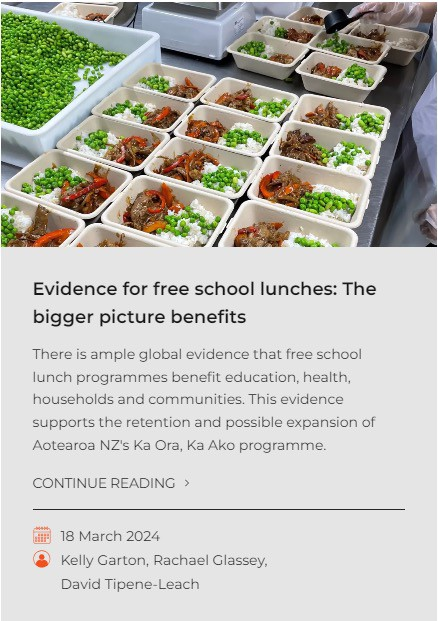 Evidence for free school lunches: The
bigger picture benefits
There is ample global evidence that free school
lunch programmes benefit education, health,
households and communities. This evidence
supports the retention and possible expansion of
Aotearoa NZ's Ka Ora, Ka Ako programme.
CONTINUE READING >
18 March 2024
Kelly Garton, Rachael Glassey,
David Tipene-Leach